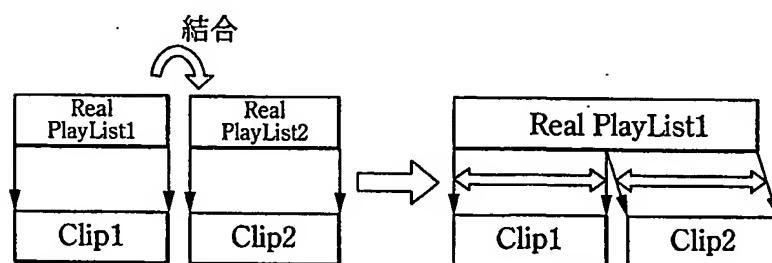 結合
Real
PlayList1
Real
PlayList2
Clip1
Clip2
Real PlayList1
Clip1
Clip2